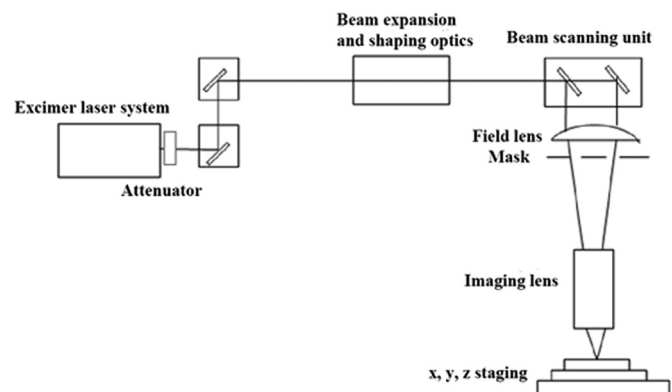 Beam expansion
and shaping optics
Beam scanning unit
Excimer laser system
Attenuator
Field lens
Mask
Imaging lens
x, y, z staging